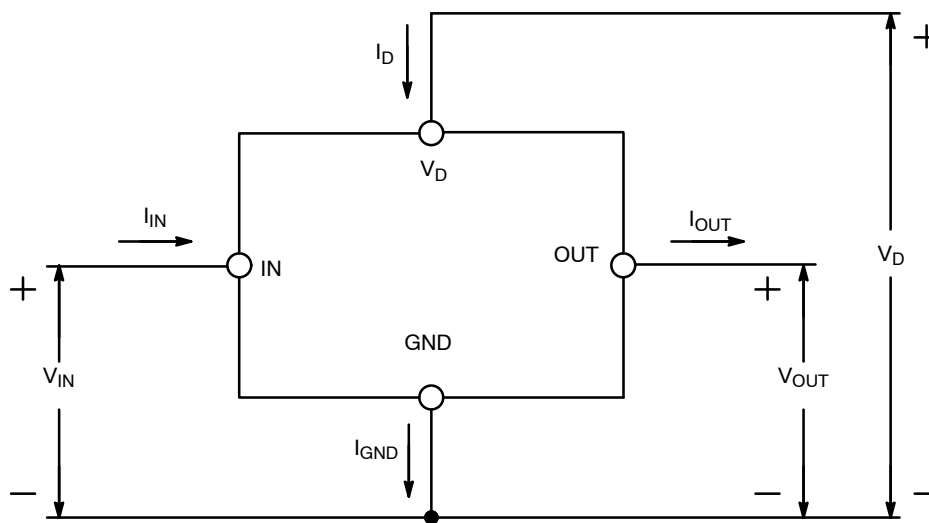 +
I_D
V_D
I_IN
I_OUT
IN
OUT
V_D
+
+
GND
V_IN
V_OUT
I_GND
−
−
−